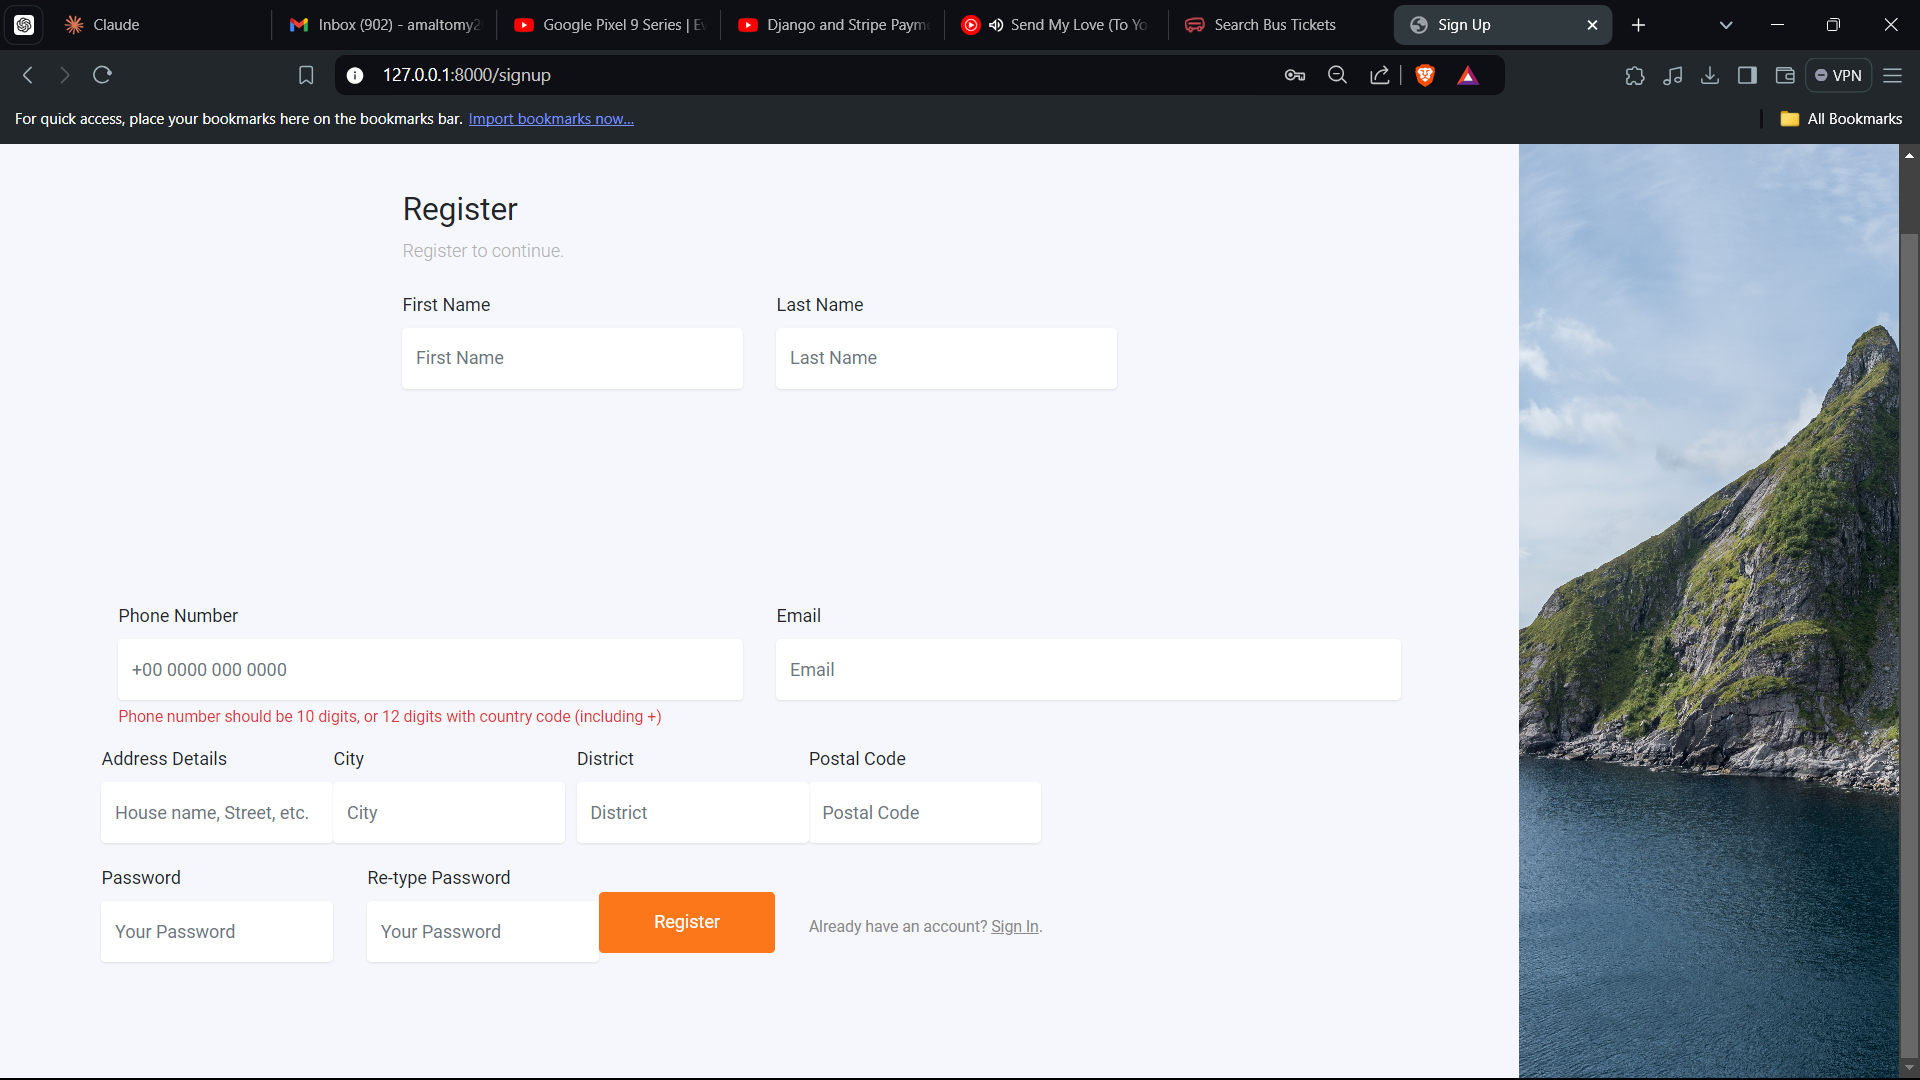 Claude
Inbox (902) - amaltomy2
Google Pixel 9 Series | Ev
Django and Stripe Payme
Send My Love (To Yo
Search Bus Tickets
Sign Up
127.0.0.1:8000/signup
VPN
For quick access, place your bookmarks here on the bookmarks bar. Import bookmarks now...
All Bookmarks
Register
Register to continue.
First Name
Last Name
First Name
Last Name
Phone Number
Email
+00 0000 000 0000
Email
Phone number should be 10 digits, or 12 digits with country code (including +)
Address Details
City
District
Postal Code
House name, Street, etc.
City
District
Postal Code
Password
Re-type Password
Your Password
Your Password
Register
Already have an account? Sign In.